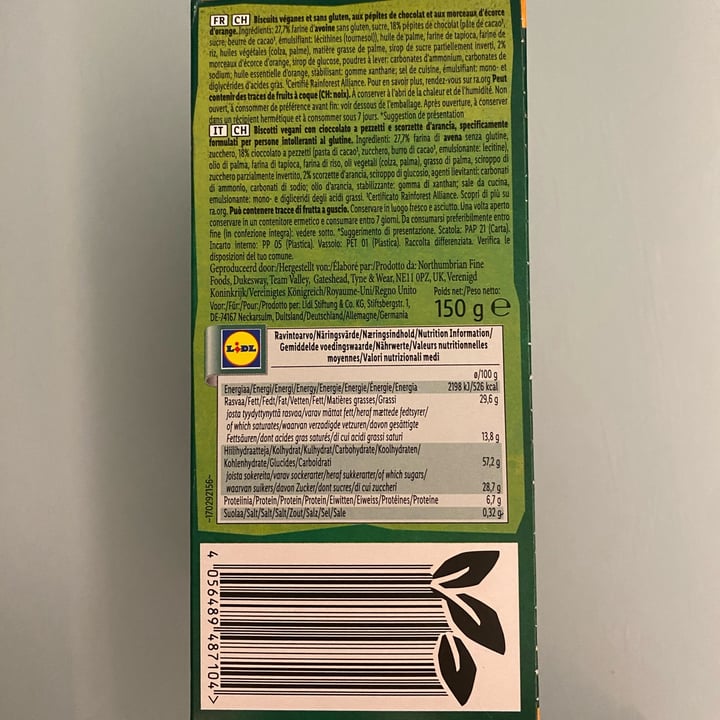 FR CH Biscuits véganes et sans gluten, aux pépites de chocolat et aux morceaux d'écorce
d'orange. Ingrédients: 27,7% farine d'avoine sans gluten, sucre, 18% pépites de chocolat (pâte de cacao¹,
sucre, beurre de cacao¹, émulsifiant: lécithines (tournesol)), huile de palme, farine de tapioca, farine de
riz, huiles végétales (colza, palme), matière grasse de palme, sirop de sucre partiellement inverti, 2%
morceaux d'écorce d'orange, sirop de glucose, poudres à lever: carbonates d'ammonium, carbonates de
sodium; huile essentielle d'orange, stabilisant: gomme xanthane; sel de cuisine, émulsifiant: mono- et
diglycérides d'acides gras. ¹Certifié Rainforest Alliance. Pour en savoir plus, rendez-vous sur ra.org Peut
contenir des traces de fruits à coque (CH: noix). À conserver à l'abri de la chaleur et de l'humidité. Non
ouvert, à consommer de préférence avant fin: voir dessous de l'emballage. Après ouverture, à conserver
dans un récipient hermétique et à consommer sous 7 jours. *Suggestion de présentation
IT CH Biscotti vegani con cioccolato a pezzetti e scorzette d'arancia, specificamente
formulati per persone intolleranti al glutine. Ingredienti: 27,7% farina di avena senza glutine,
zucchero, 18% cioccolato a pezzetti (pasta di cacao¹, zucchero, burro di cacao¹, emulsionante: lecitine),
olio di palma, farina di tapioca, farina di riso, oli vegetali (colza, palma), grasso di palma, sciroppo di
zucchero parzialmente invertito, 2% scorzette d'arancia, sciroppo di glucosio, agenti lievitanti: carbonati
di ammonio, carbonati di sodio; olio d'arancia, stabilizzante: gomma di xanthan; sale da cucina,
emulsionante: mono- e digliceridi degli acidi grassi. ¹Certificato Rainforest Alliance. Scopri di più su
ra.org. Può contenere tracce di frutta a guscio. Conservare in luogo fresco e asciutto. Una volta aperto
conservare in un contenitore ermetico e consumare entro 7 giorni. Da consumarsi preferibilmente entro
fine (in confezione integra): vedere sotto. *Suggerimento di presentazione. Scatola: PAP 21 (Carta).
Incarto interno: PP 05 (Plastica). Vassoio: PET 01 (Plastica). Raccolta differenziata. Verifica le
disposizioni del tuo comune.
Geproduceerd door:/Hergestellt von:/Élaboré par:/Prodotto da: Northumbrian Fine
Foods, Dukesway, Team Valley, Gateshead, Tyne & Wear, NE11 0PZ, UK, Verenigd
Koninkrijk/Vereinigtes Königreich/Royaume-Uni/Regno Unito
Voor:/Für:/Pour:/Prodotto per: Lidl Stiftung & Co. KG, Stiftsbergstr. 1,
DE-74167 Neckarsulm, Duitsland/Deutschland/Allemagne/Germania
Poids net:/Peso netto:
150 g ℮
LIDL
Ravintoarvo/Näringsvärde/Næringsindhold/Nutrition Information/
Gemiddelde voedingswaarde/Nährwerte/Valeurs nutritionnelles
moyennes/Valori nutrizionali medi
ø/100 g
Energiaa/Energi/Energi/Energy/Energie/Energie/Énergie/Energia 2198 kJ/526 kcal
Rasvaa/Fett/Fedt/Fat/Vetten/Fett/Matières grasses/Grassi 29,6 g
josta tyydyttynyttä rasvaa/varav mättat fett/heraf mættede fedtsyrer/
of which saturates/waarvan verzadigde vetzuren/davon gesättigte
Fettsäuren/dont acides gras saturés/di cui acidi grassi saturi 13,8 g
Hiilihydraatteja/Kolhydrat/Kulhydrat/Carbohydrate/Koolhydraten/
Kohlenhydrate/Glucides/Carboidrati 57,2 g
joista sokereita/varav sockerarter/heraf sukkerarter/of which sugars/
waarvan suikers/davon Zucker/dont sucres/di cui zuccheri 28,7 g
Proteiinia/Protein/Protein/Protein/Eiwitten/Eiweiss/Protéines/Proteine 6,7 g
Suolaa/Salt/Salt/Salt/Zout/Salz/Sel/Sale 0,32 g
-170292156-
4 056489 487104 >